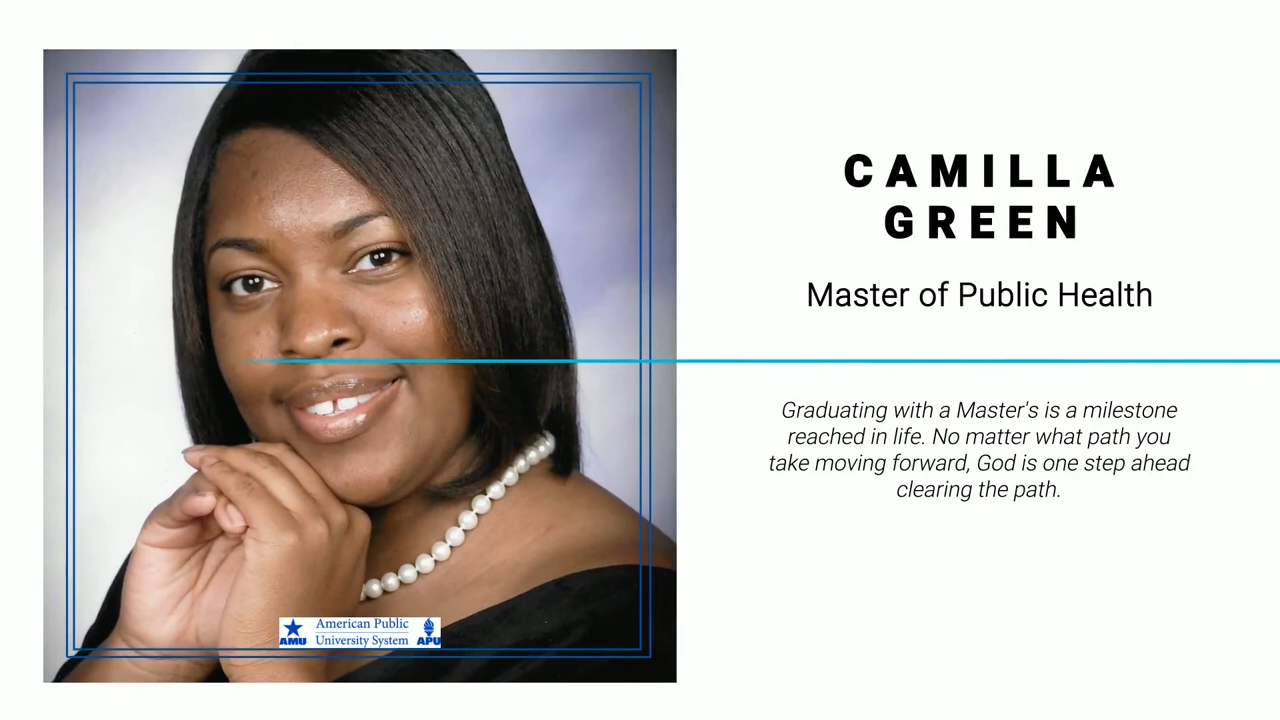 CAMILLA
GREEN
Master of Public Health
Graduating with a Master's is a milestone
reached in life. No matter what path you
take moving forward, God is one step ahead
clearing the path.
American Public
University System
AMU
APU